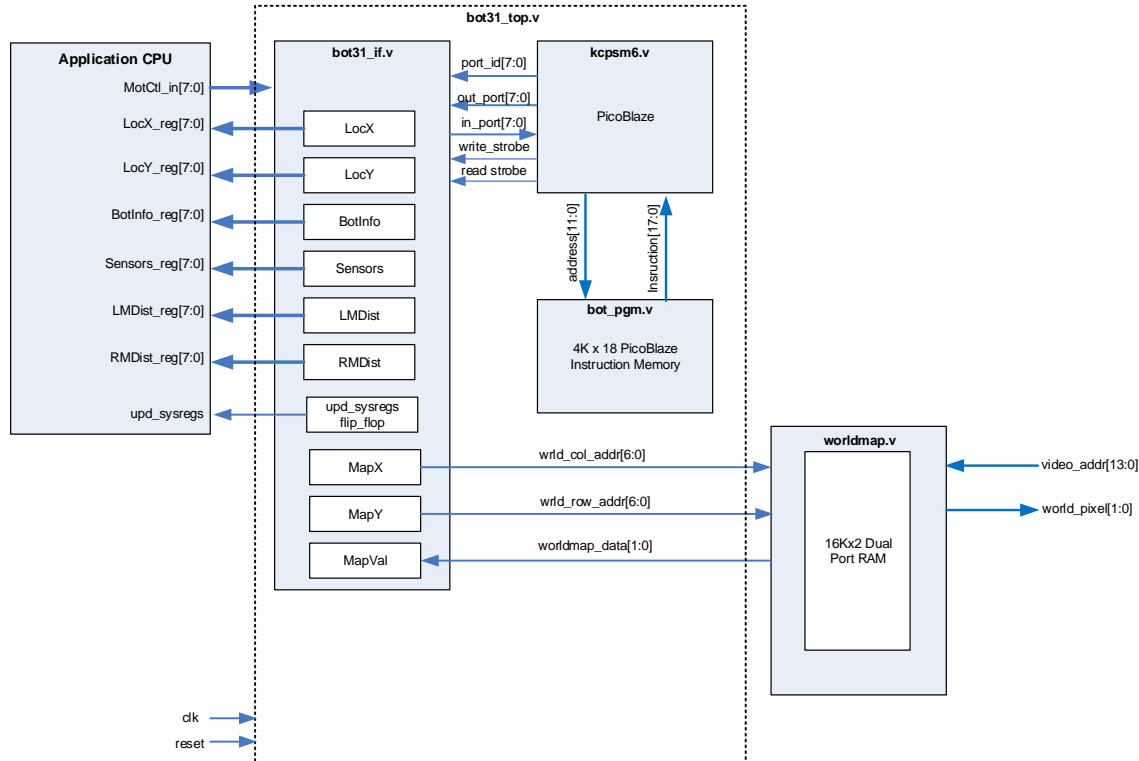 bot31_top.v
Application CPU
MotCtl_in[7:0]
LocX_reg[7:0]
LocY_reg[7:0]
BotInfo_reg[7:0]
Sensors_reg[7:0]
LMDist_reg[7:0]
RMDist_reg[7:0]
upd_sysregs
bot31_if.v
LocX
LocY
BotInfo
Sensors
LMDist
RMDist
upd_sysregs
flip_flop
MapX
MapY
MapVal
port_id[7:0]
out_port[7:0]
in_port[7:0]
write_strobe
read strobe
kcpsm6.v
PicoBlaze
address[11:0]
Insruction[17:0]
bot_pgm.v
4K x 18 PicoBlaze
Instruction Memory
wrld_col_addr[6:0]
wrld_row_addr[6:0]
worldmap_data[1:0]
worldmap.v
16Kx2 Dual
Port RAM
video_addr[13:0]
world_pixel[1:0]
clk
reset